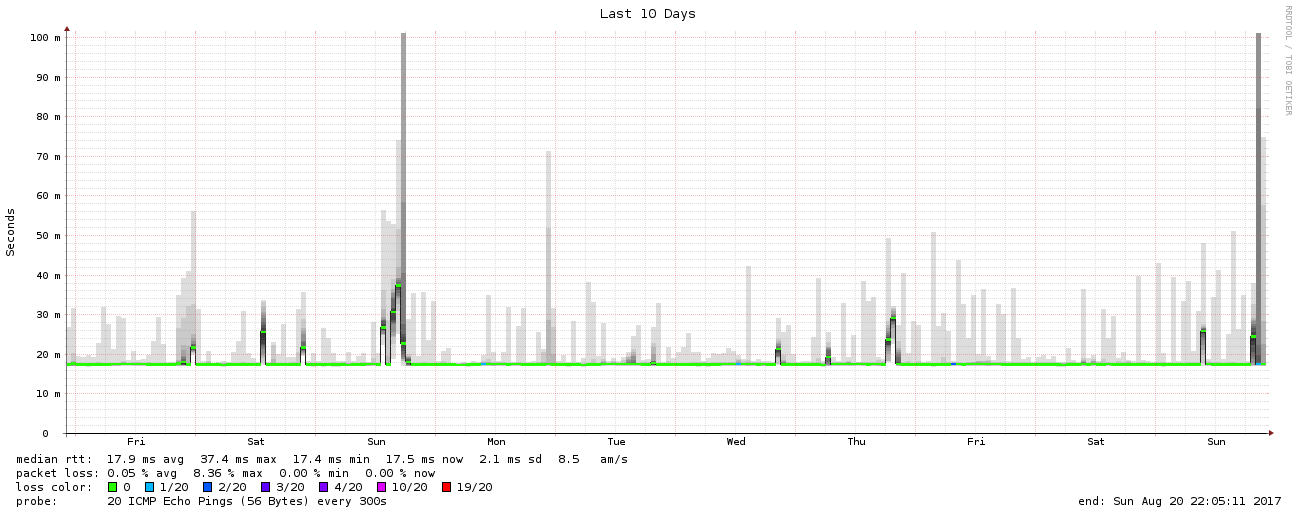 Last 10 Days
RRDTOOL / TOBI OETIKER
Seconds
100 m
90 m
80 m
70 m
60 m
50 m
40 m
30 m
20 m
10 m
0
Fri Sat Sun Mon Tue Wed Thu Fri Sat Sun
median rtt: 17.9 ms avg 37.4 ms max 17.4 ms min 17.5 ms now 2.1 ms sd 8.5 am/s
packet loss: 0.05 % avg 8.36 % max 0.00 % min 0.00 % now
loss color: 0 1/20 2/20 3/20 4/20 10/20 19/20
probe: 20 ICMP Echo Pings (56 Bytes) every 300s end: Sun Aug 20 22:05:11 2017